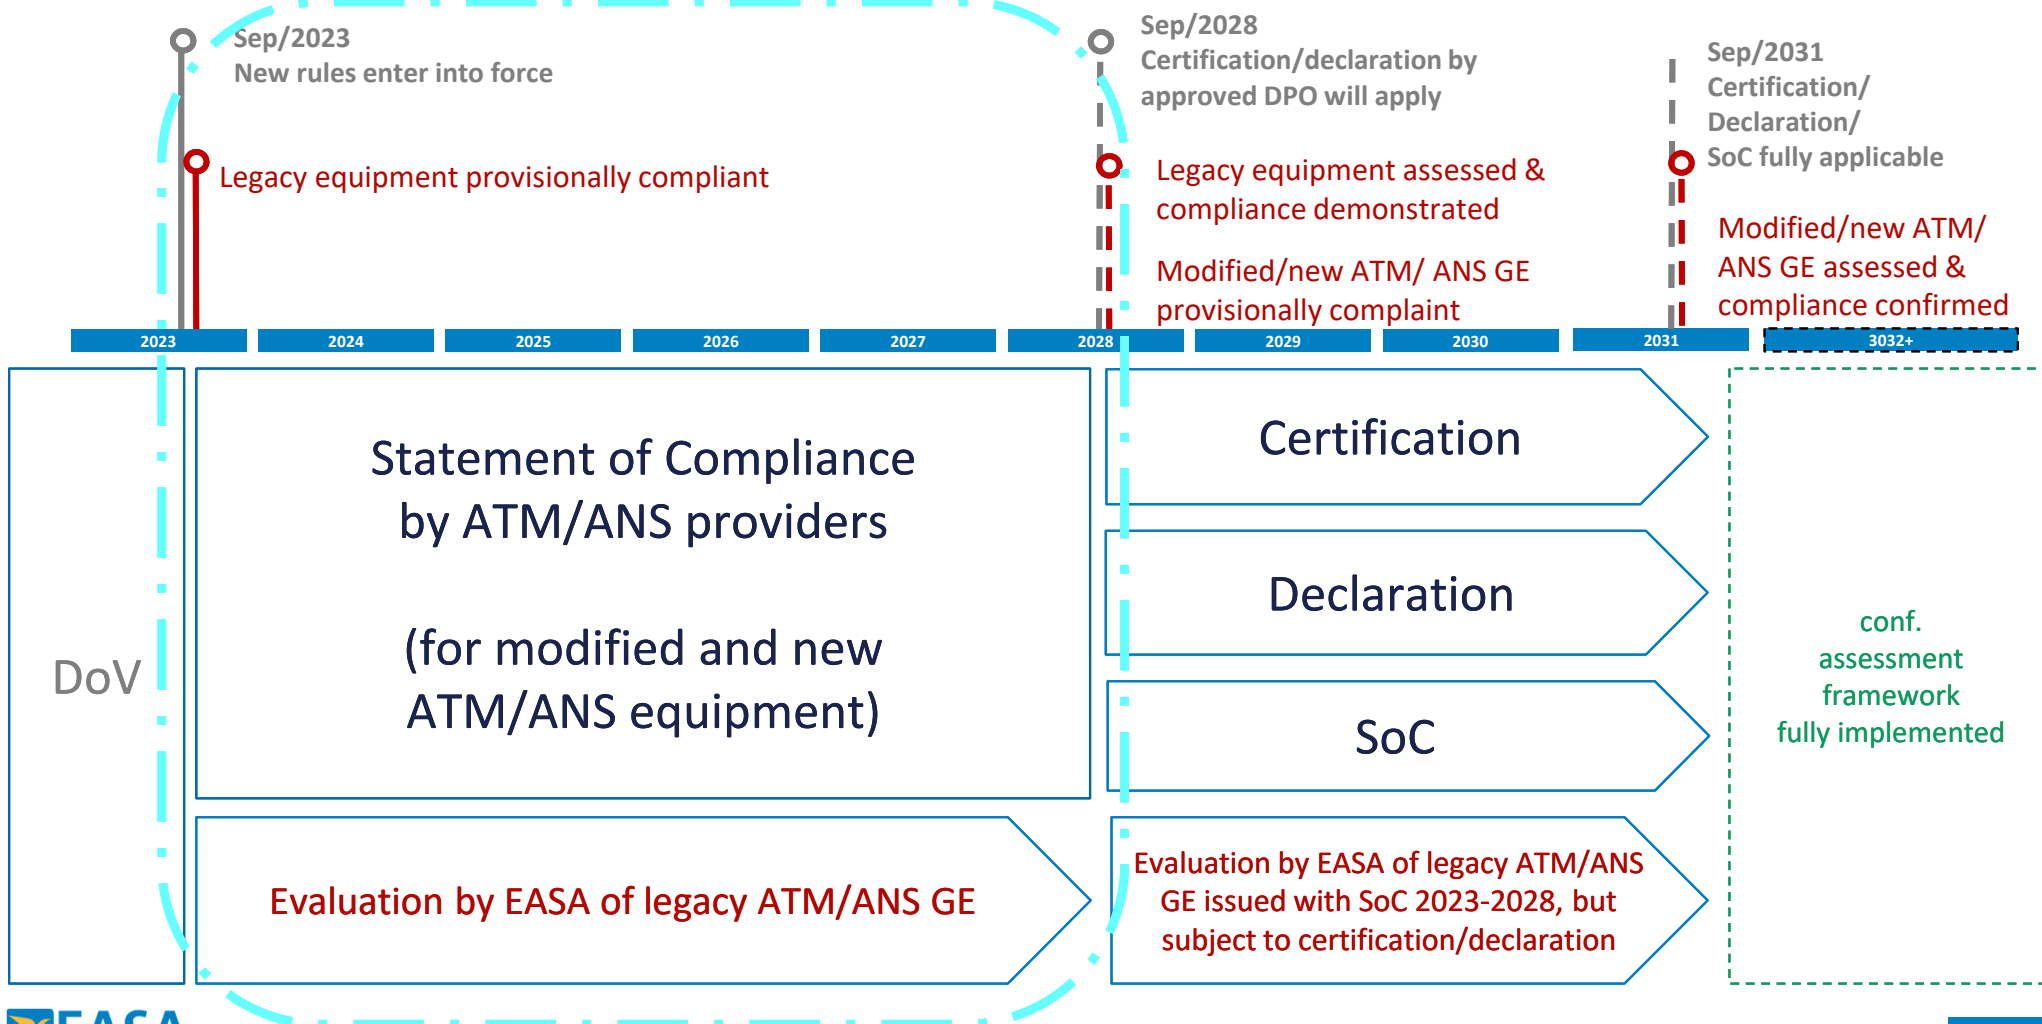 Sep/2023
New rules enter into force
Sep/2028
Certification/declaration by
approved DPO will apply
Sep/2031
Certification/
Declaration/
SoC fully applicable
Legacy equipment provisionally compliant
Legacy equipment assessed &
compliance demonstrated
Modified/new ATM/ ANS GE
provisionally complaint
Modified/new ATM/
ANS GE assessed &
compliance confirmed
2023
2024
2025
2026
2027
2028
2029
2030
2031
3032+
DoV
Statement of Compliance
by ATM/ANS providers
(for modified and new
ATM/ANS equipment)
Certification
Declaration
SoC
conf.
assessment
framework
fully implemented
Evaluation by EASA of legacy ATM/ANS GE
Evaluation by EASA of legacy ATM/ANS
GE issued with SoC 2023-2028, but
subject to certification/declaration
EASA